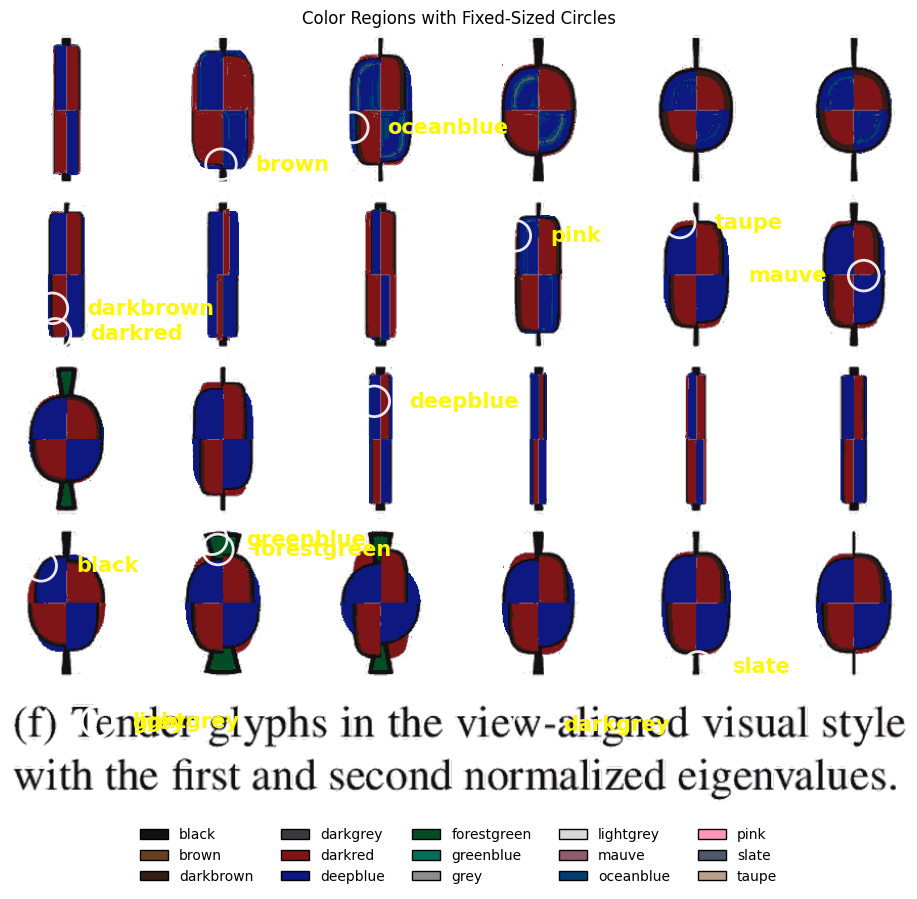 Color Regions with Fixed-Sized Circles
oceanblue
brown
pink
taupe
mauve
darkbrown
darkred
deepblue
greenblue
forestgreen
black
slate
lightgrey
darkgrey
(f) Tender glyphs in the view-aligned visual style
with the first and second normalized eigenvalues.
black darkgrey forestgreen lightgrey pink
brown darkred greenblue mauve slate
darkbrown deepblue grey oceanblue taupe